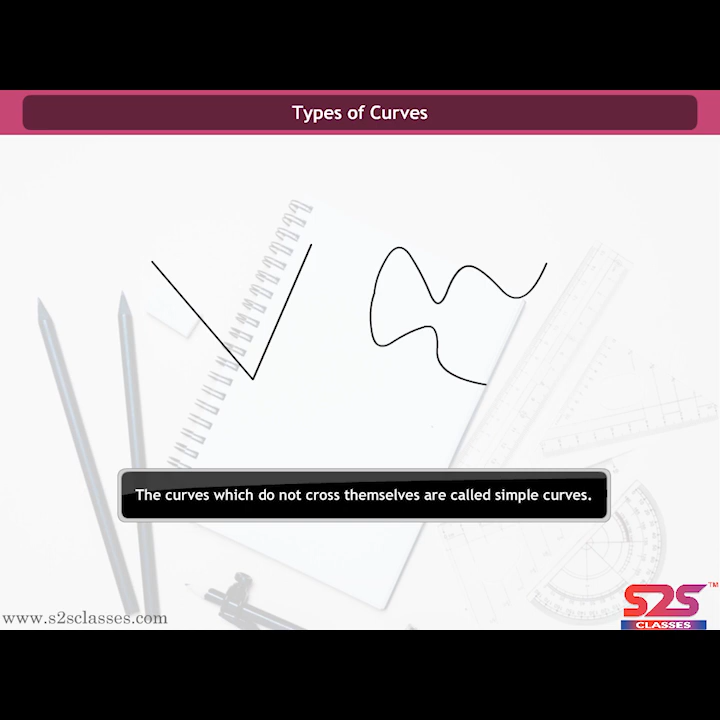 Types of Curves
The curves which do not cross themselves are called simple curves.
www.s2sclasses.com
S2S TM
CLASSES